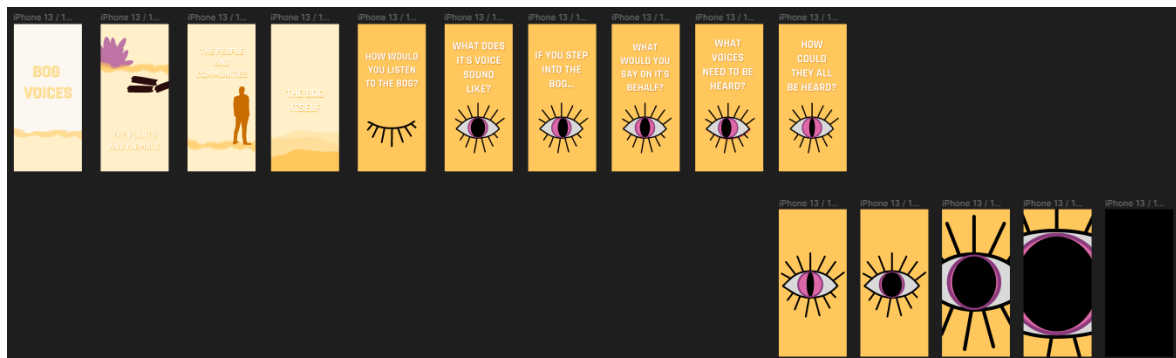 iPhone 13 / 1...
iPhone 13 / 1...
iPhone 13 / 1...
iPhone 13 / 1...
iPhone 13 / 1...
iPhone 13 / 1...
iPhone 13 / 1...
iPhone 13 / 1...
iPhone 13 / 1...
iPhone 13 / 1...
BOG
VOICES
THE PLANTS
AND ANIMALS
THE PEOPLE
AND
COMMUNITIES
THE BOG
ITSELF
HOW WOULD
YOU LISTEN
TO THE BOG?
WHAT DOES
IT'S VOICE
SOUND
LIKE?
IF YOU STEP
INTO THE
BOG...
WHAT
WOULD YOU
SAY ON IT'S
BEHALF?
WHAT
VOICES
NEED TO BE
HEARD?
HOW
COULD
THEY ALL
BE HEARD?
iPhone 13 / 1...
iPhone 13 / 1...
iPhone 13 / 1...
iPhone 13 / 1...
iPhone 13 / 1...